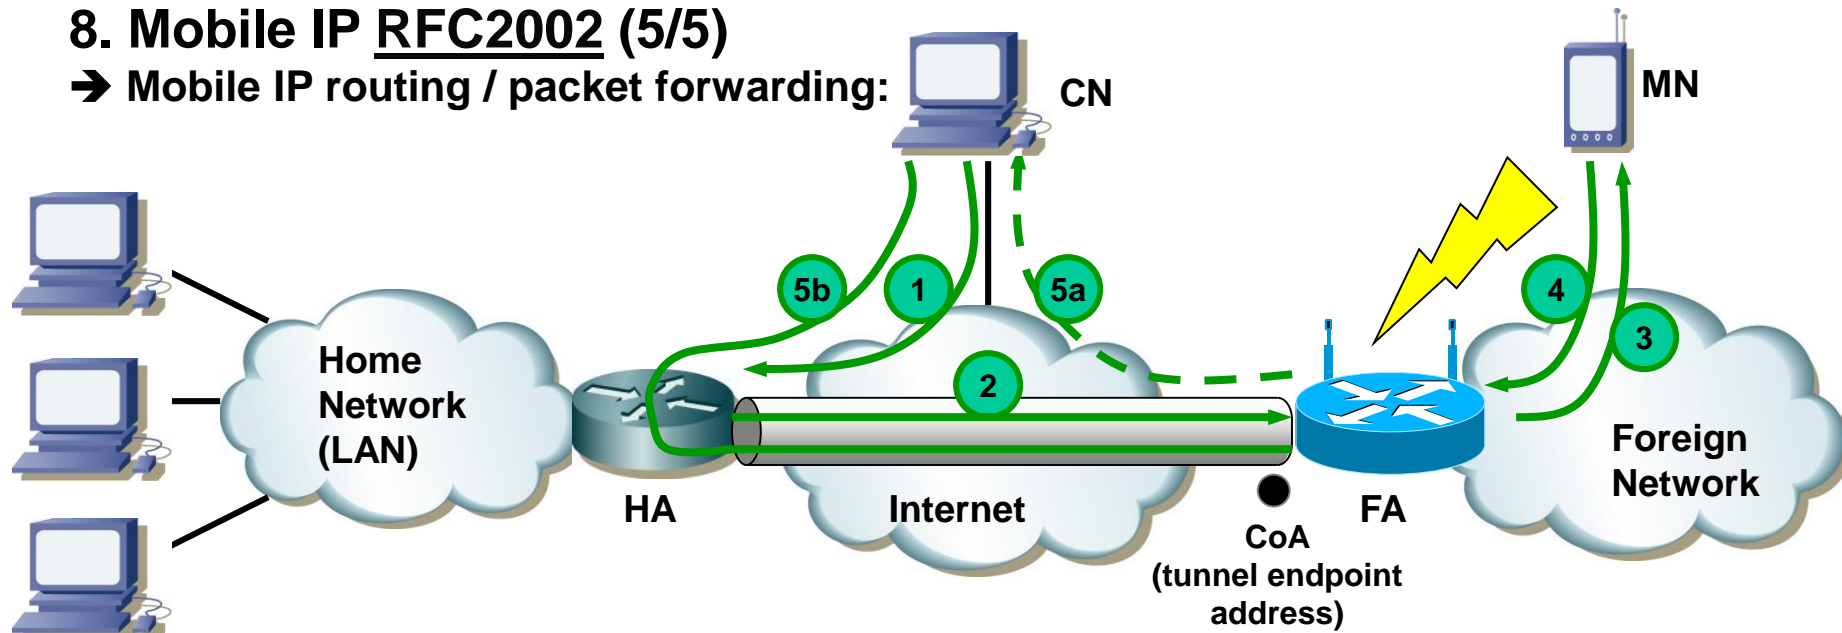 8. Mobile IP RFC2002 (5/5)
➔ Mobile IP routing / packet forwarding:
CN
MN
5b
1
5a
4
3
2
Home
Network
(LAN)
HA
Internet
FA
Foreign
Network
CoA
(tunnel endpoint
address)